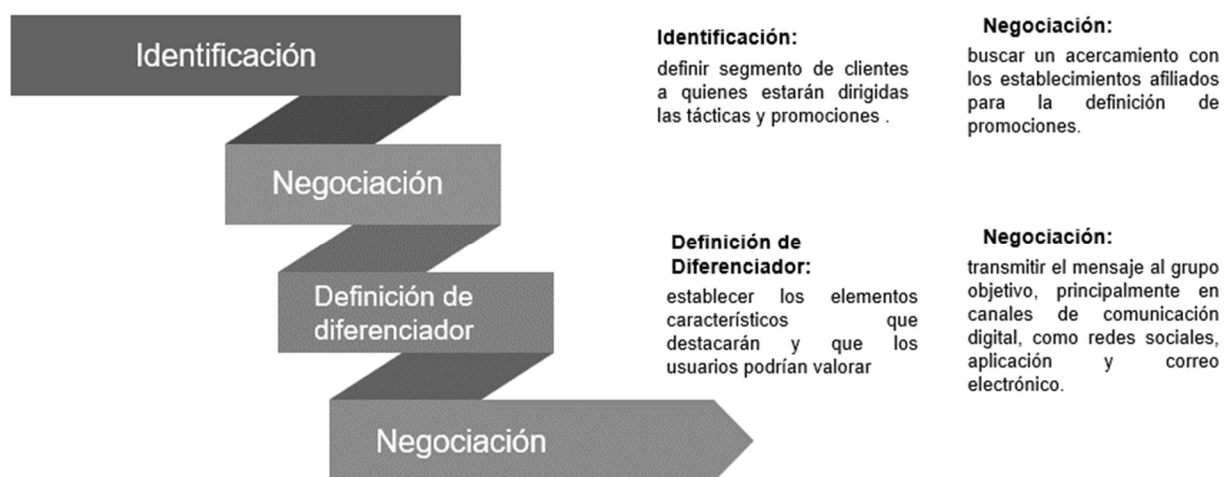 Identificación
Negociación
Definición de
diferenciador
Negociación
Identificación:
definir segmento de clientes
a quienes estarán dirigidas
las tácticas y promociones .
Negociación:
buscar un acercamiento con
los establecimientos afiliados
para la definición de
promociones.
Definición de
Diferenciador:
establecer los elementos
característicos que
destacarán y que los
usuarios podrían valorar
Negociación:
transmitir el mensaje al grupo
objetivo, principalmente en
canales de comunicación
digital, como redes sociales,
aplicación y correo
electrónico.